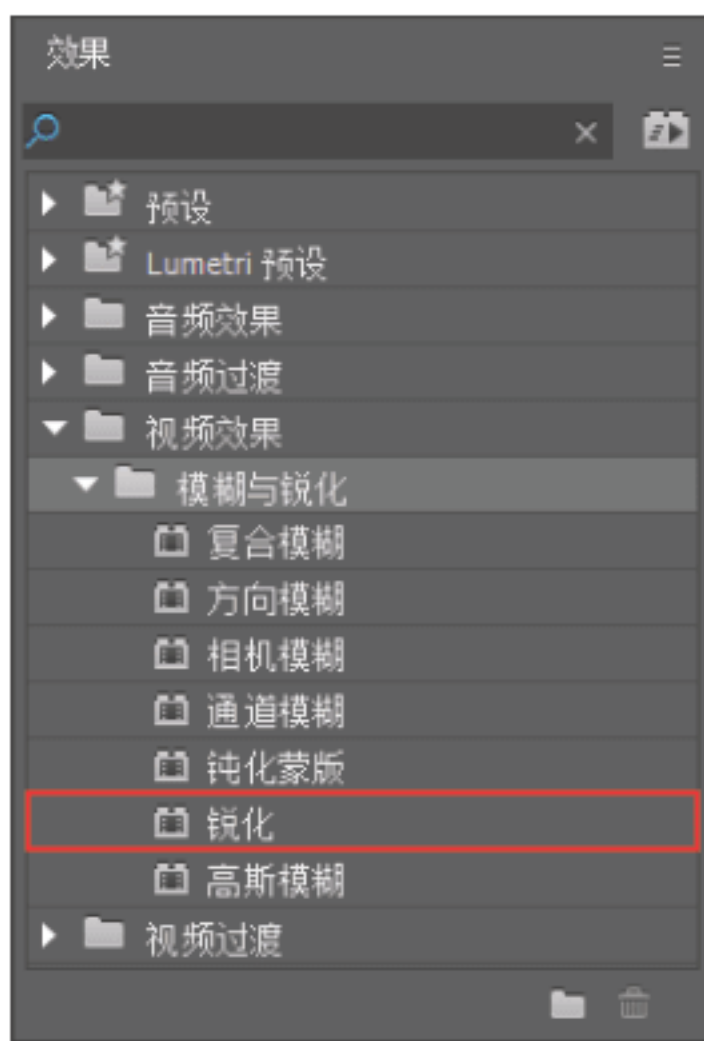 效果
预设
Lumetri 预设
音频效果
音频过渡
视频效果
模糊与锐化
复合模糊
方向模糊
相机模糊
通道模糊
钝化蒙版
锐化
高斯模糊
视频过渡